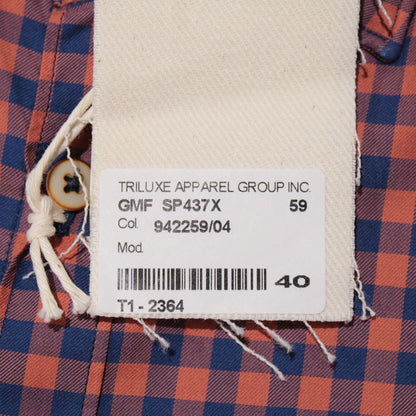 TRILUXE APPAREL GROUP INC.
GMF SP437X 59
Col. 942259/04
Mod.
40
T1 - 2364